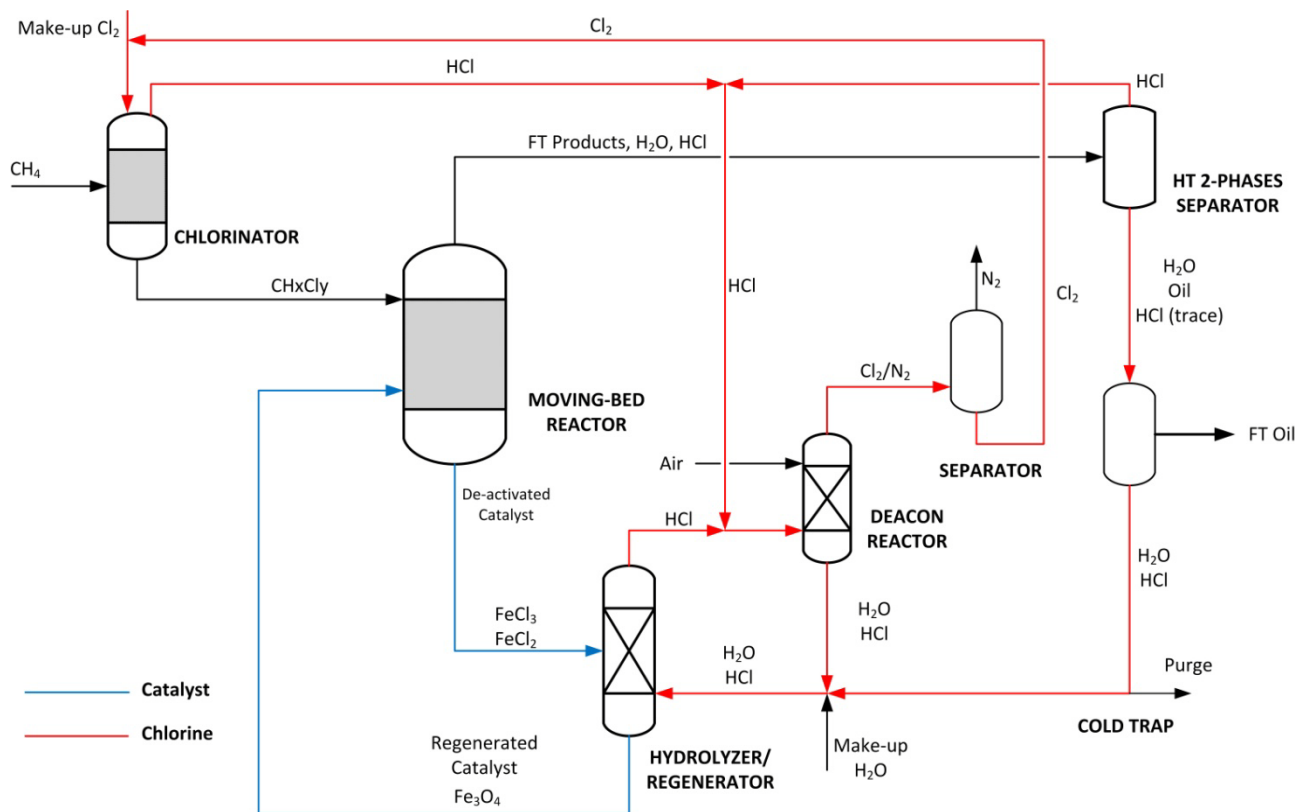 Make-up Cl₂
Cl₂
HCl
HCl
FT Products, H₂O, HCl
CH₄
HT 2-PHASES
SEPARATOR
CHLORINATOR
CHxCly
HCl
N₂
Cl₂
H₂O
Oil
HCl (trace)
Cl₂/N₂
MOVING-BED
REACTOR
FT Oil
Air
SEPARATOR
De-activated
Catalyst
HCl
DEACON
REACTOR
FeCl₃
FeCl₂
H₂O
HCl
H₂O
HCl
H₂O
HCl
Purge
Catalyst
Chlorine
COLD TRAP
Regenerated
Catalyst
Fe₃O₄
HYDROLYZER/
REGENERATOR
Make-up
H₂O